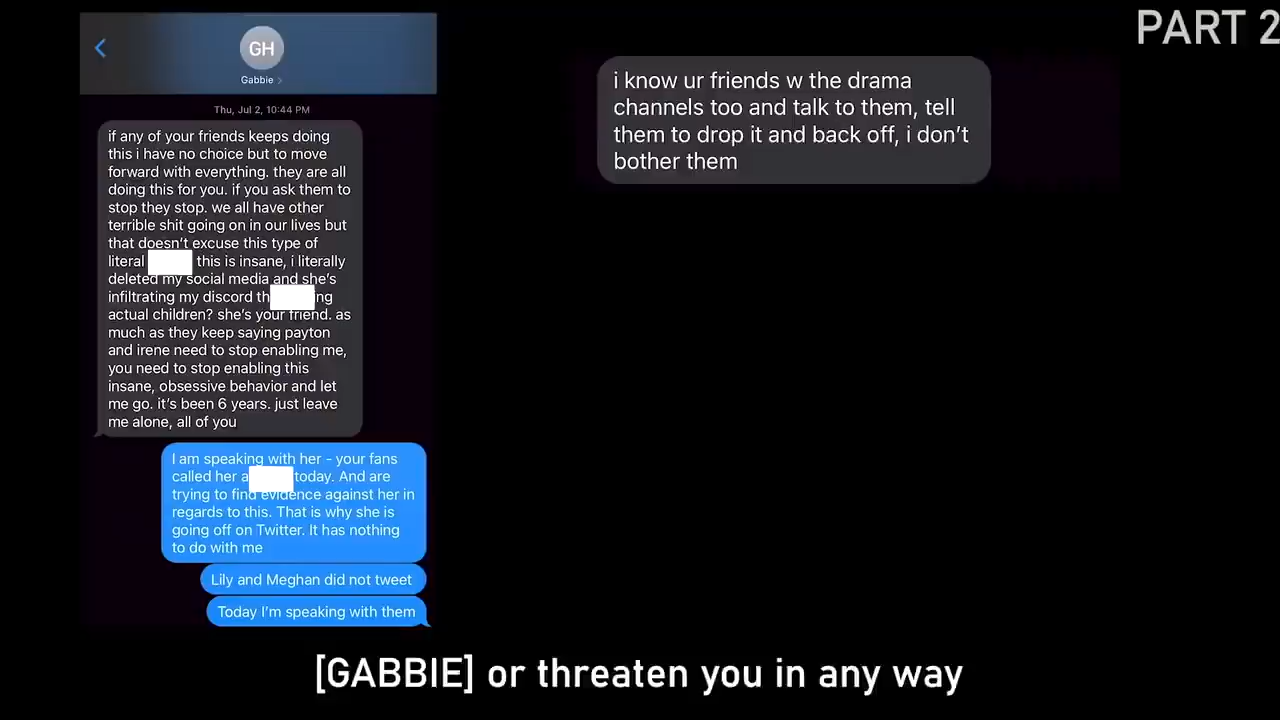 PART 2
GH
Gabbie >
Thu, Jul 2, 10:44 PM
if any of your friends keeps doing
this i have no choice but to move
forward with everything. they are all
doing this for you. if you ask them to
stop they stop. we all have other
terrible shit going on in our lives but
that doesn't excuse this type of
literal this is insane, i literally
deleted my social media and she's
infiltrating my discord th ng
actual children? she's your friend. as
much as they keep saying payton
and irene need to stop enabling me,
you need to stop enabling this
insane, obsessive behavior and let
me go. it's been 6 years. just leave
me alone, all of you
I am speaking with her - your fans
called her a today. And are
trying to find evidence against her in
regards to this. That is why she is
going off on Twitter. It has nothing
to do with me
Lily and Meghan did not tweet
Today I'm speaking with them
i know ur friends w the drama
channels too and talk to them, tell
them to drop it and back off, i don't
bother them
[GABBIE] or threaten you in any way